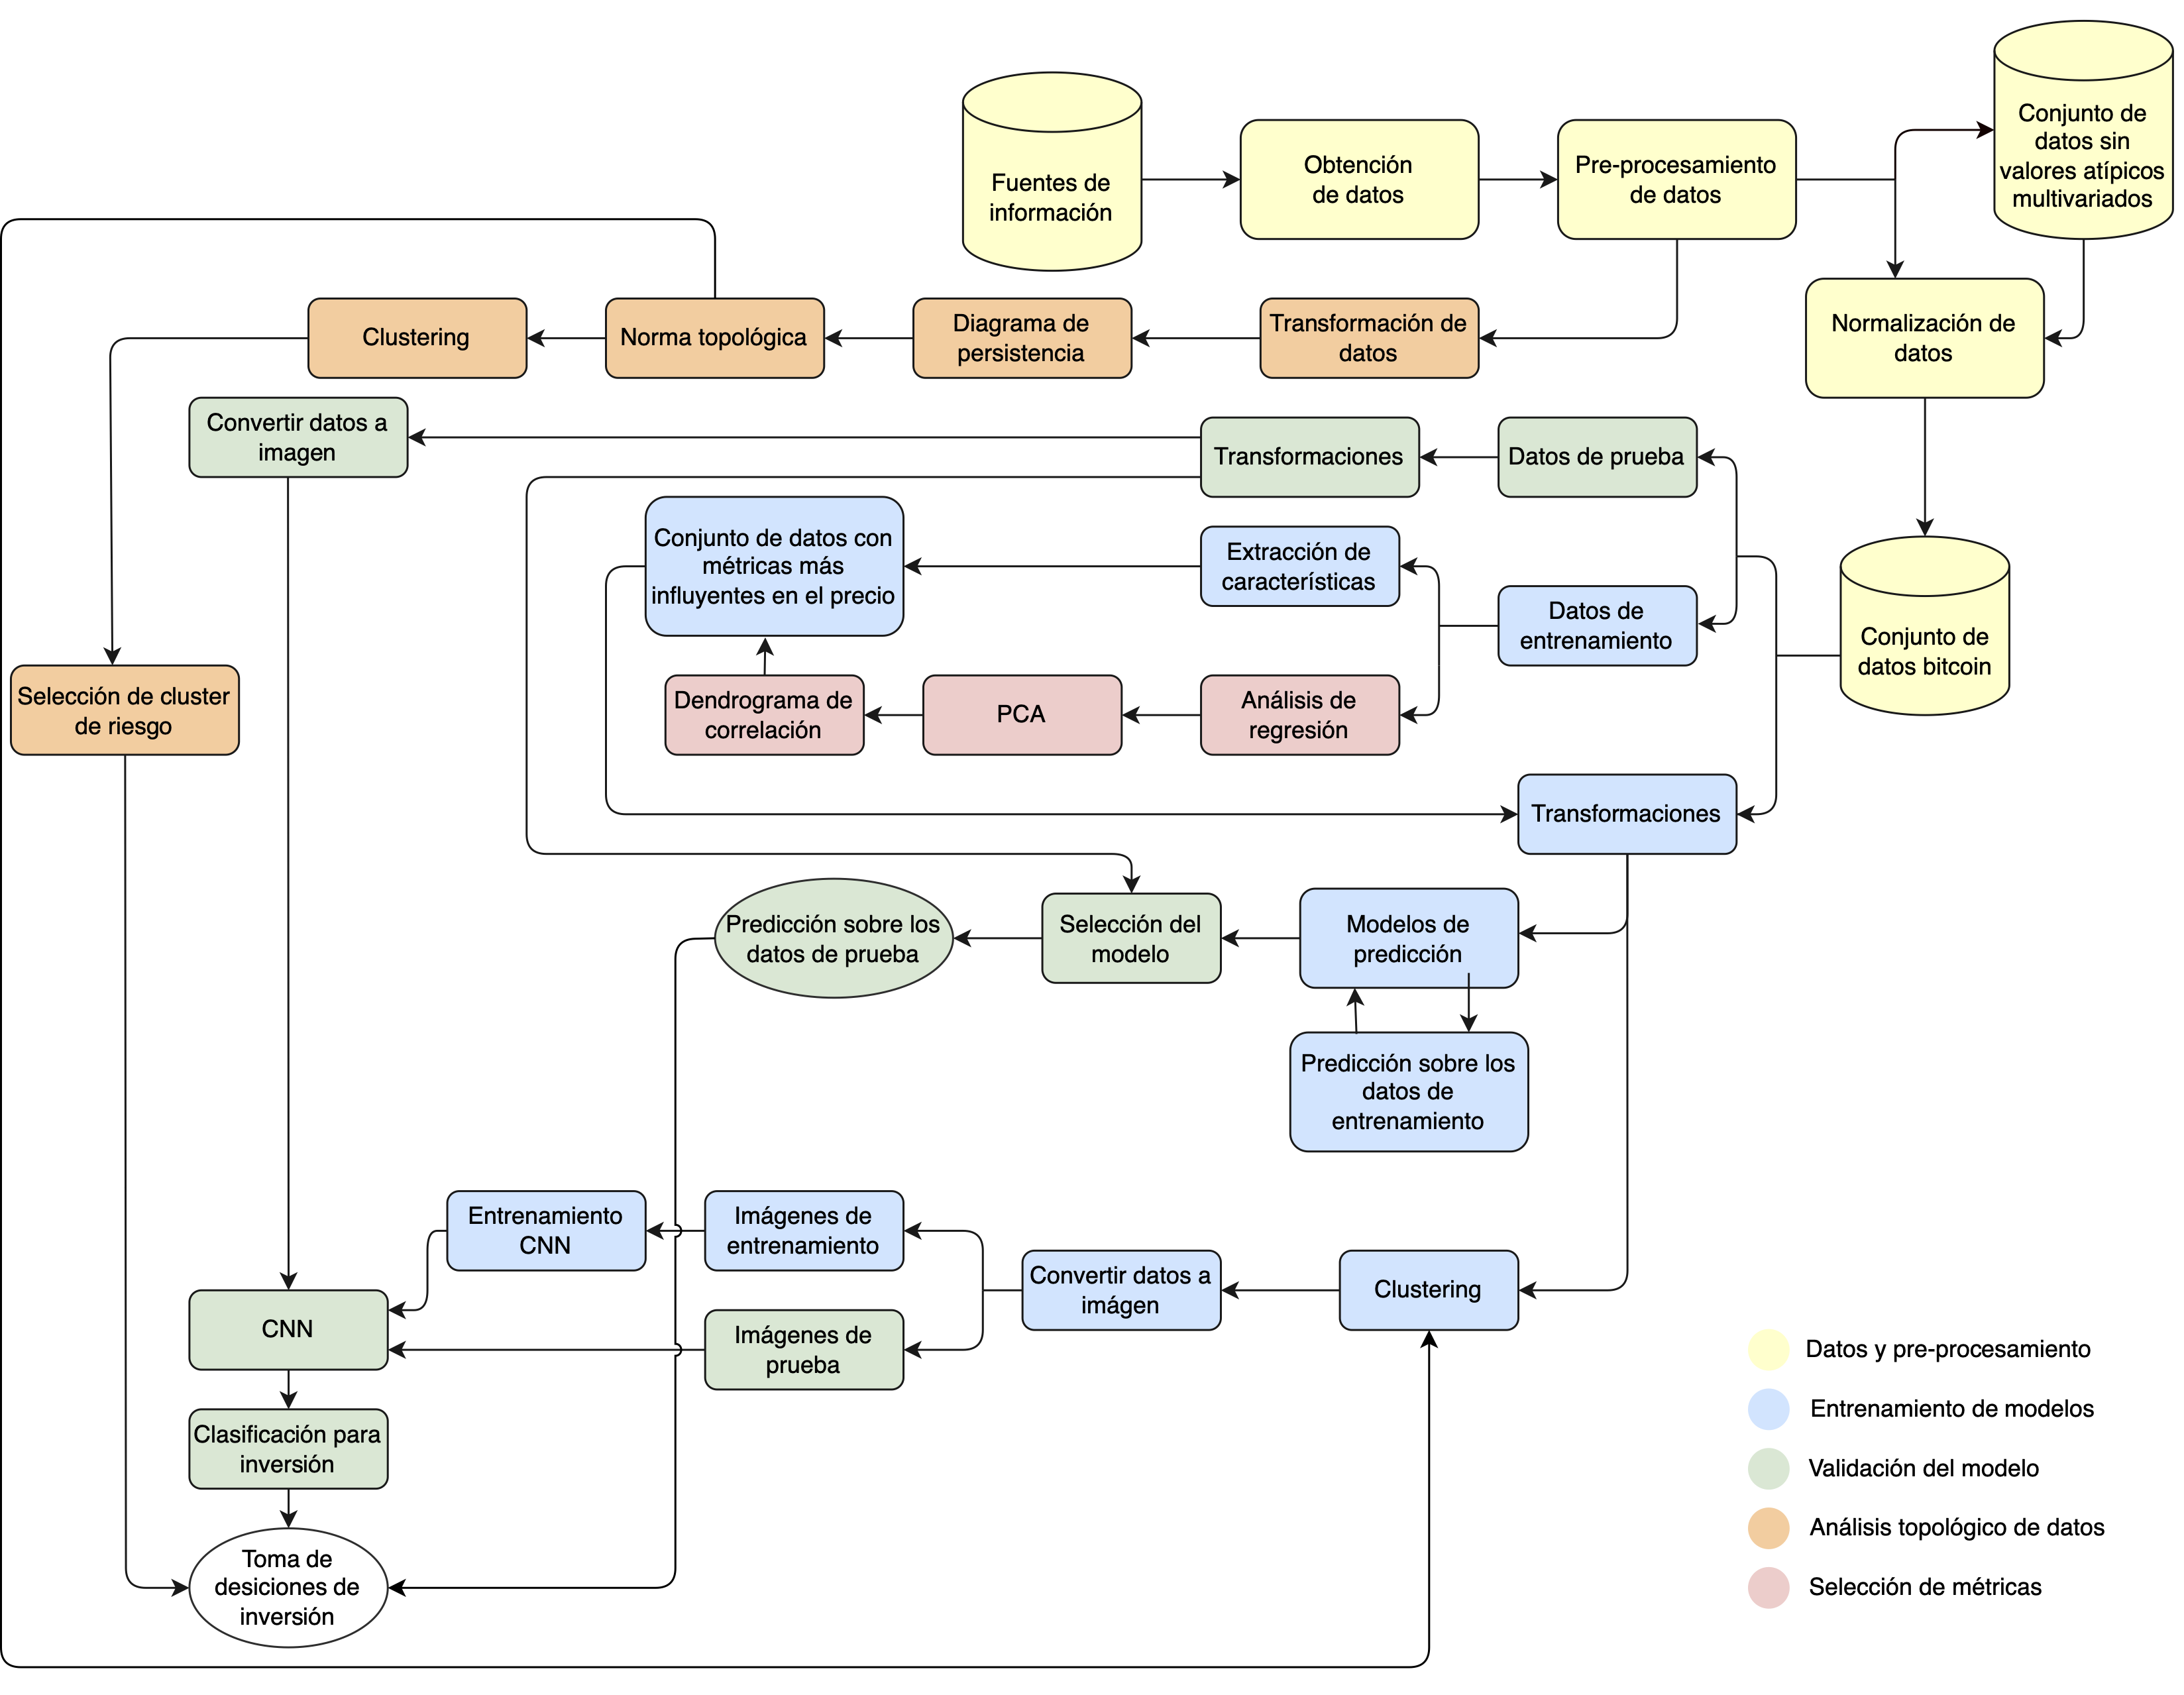 Conjunto de
datos sin
valores atípicos
multivariados
Fuentes de
información
Obtención
de datos
Pre-procesamiento
de datos
Clustering
Norma topológica
Diagrama de
persistencia
Transformación de
datos
Normalización de
datos
Convertir datos a
imagen
Transformaciones
Datos de prueba
Conjunto de datos con
métricas más
influyentes en el precio
Extracción de
características
Datos de
entrenamiento
Conjunto de
datos bitcoin
Selección de cluster
de riesgo
Dendrograma de
correlación
PCA
Análisis de
regresión
Transformaciones
Predicción sobre los
datos de prueba
Selección del
modelo
Modelos de
predicción
Predicción sobre los
datos de
entrenamiento
Entrenamiento
CNN
Imágenes de
entrenamiento
Convertir datos a
imágen
Clustering
CNN
Imágenes de
prueba
Clasificación para
inversión
Toma de
desiciones de
inversión
Datos y pre-procesamiento
Entrenamiento de modelos
Validación del modelo
Análisis topológico de datos
Selección de métricas